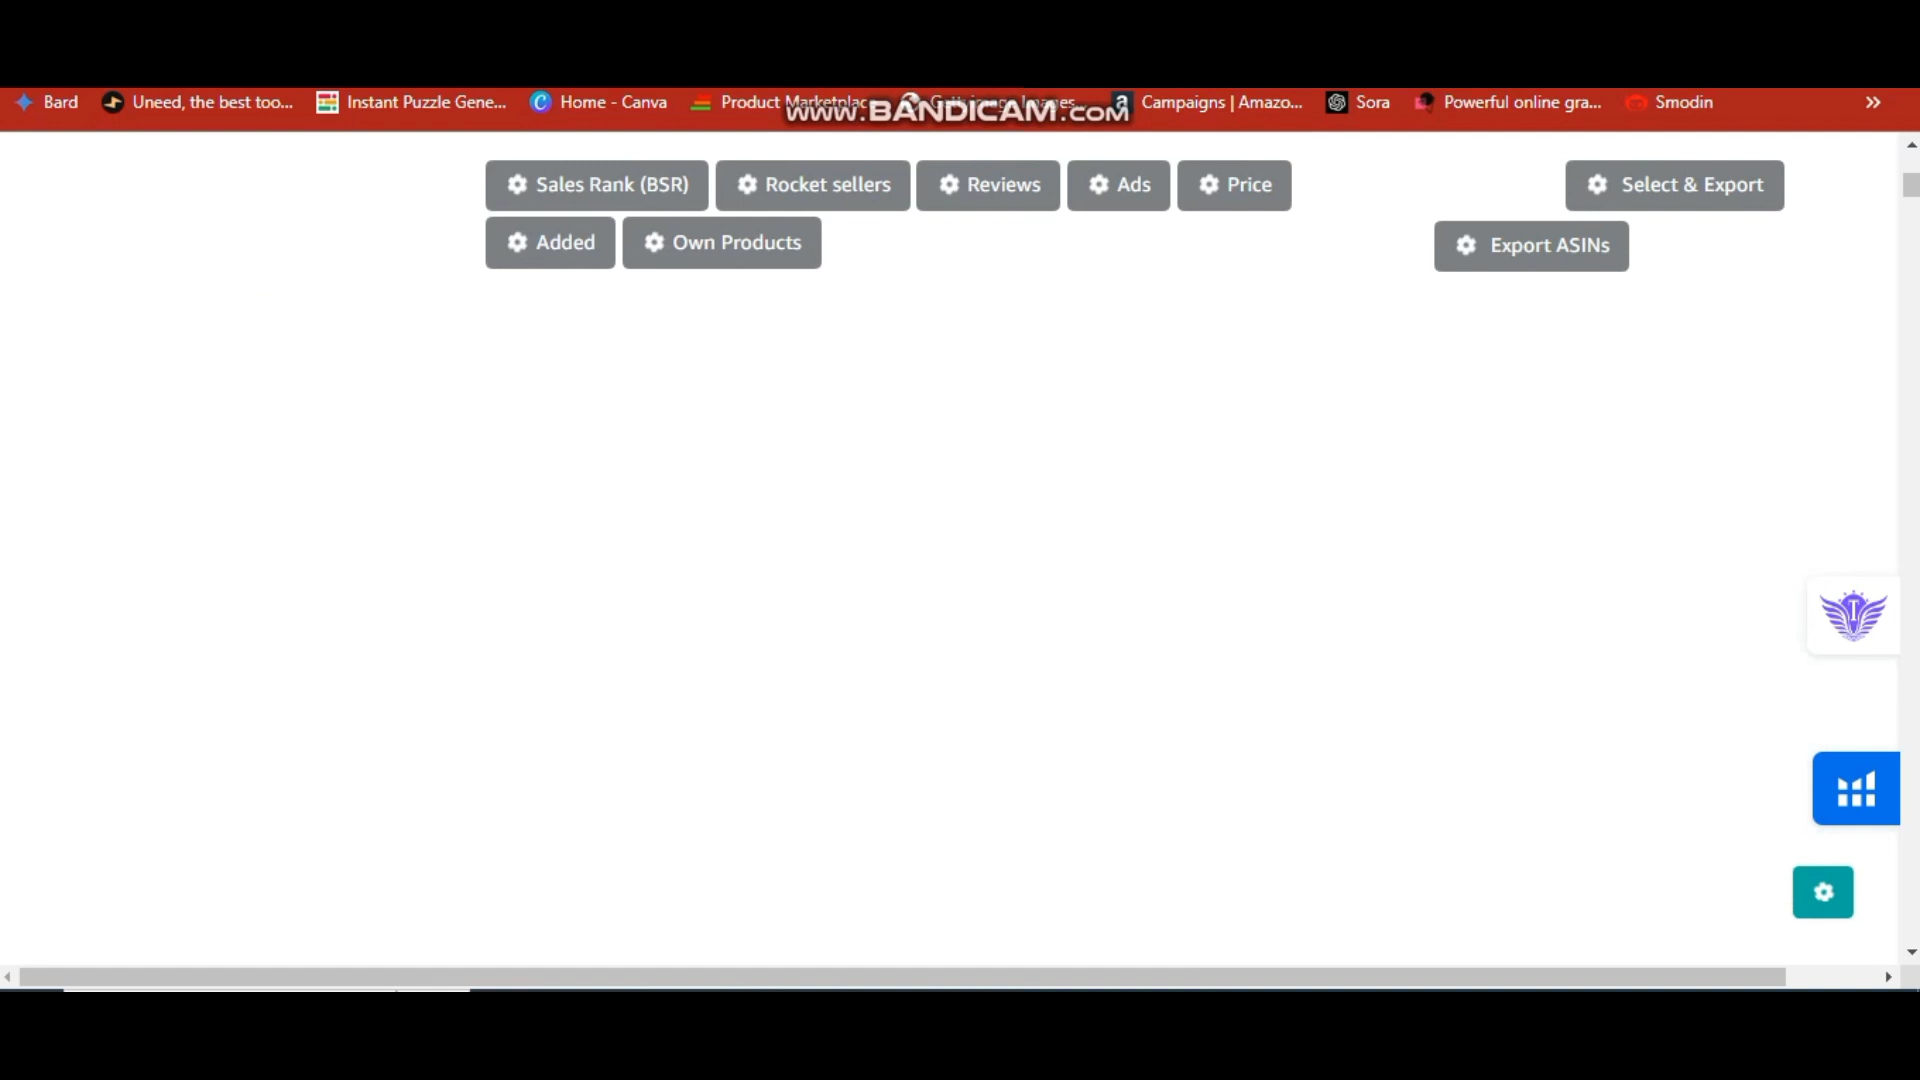 Bard Uneed, the best too... Instant Puzzle Gene... Home - Canva Product Marketplace Campaigns | Amazo... Sora Powerful online gra... Smodin »
www.BANDICAM.com
Sales Rank (BSR) Rocket sellers Reviews Ads Price Select & Export
Added Own Products Export ASINs